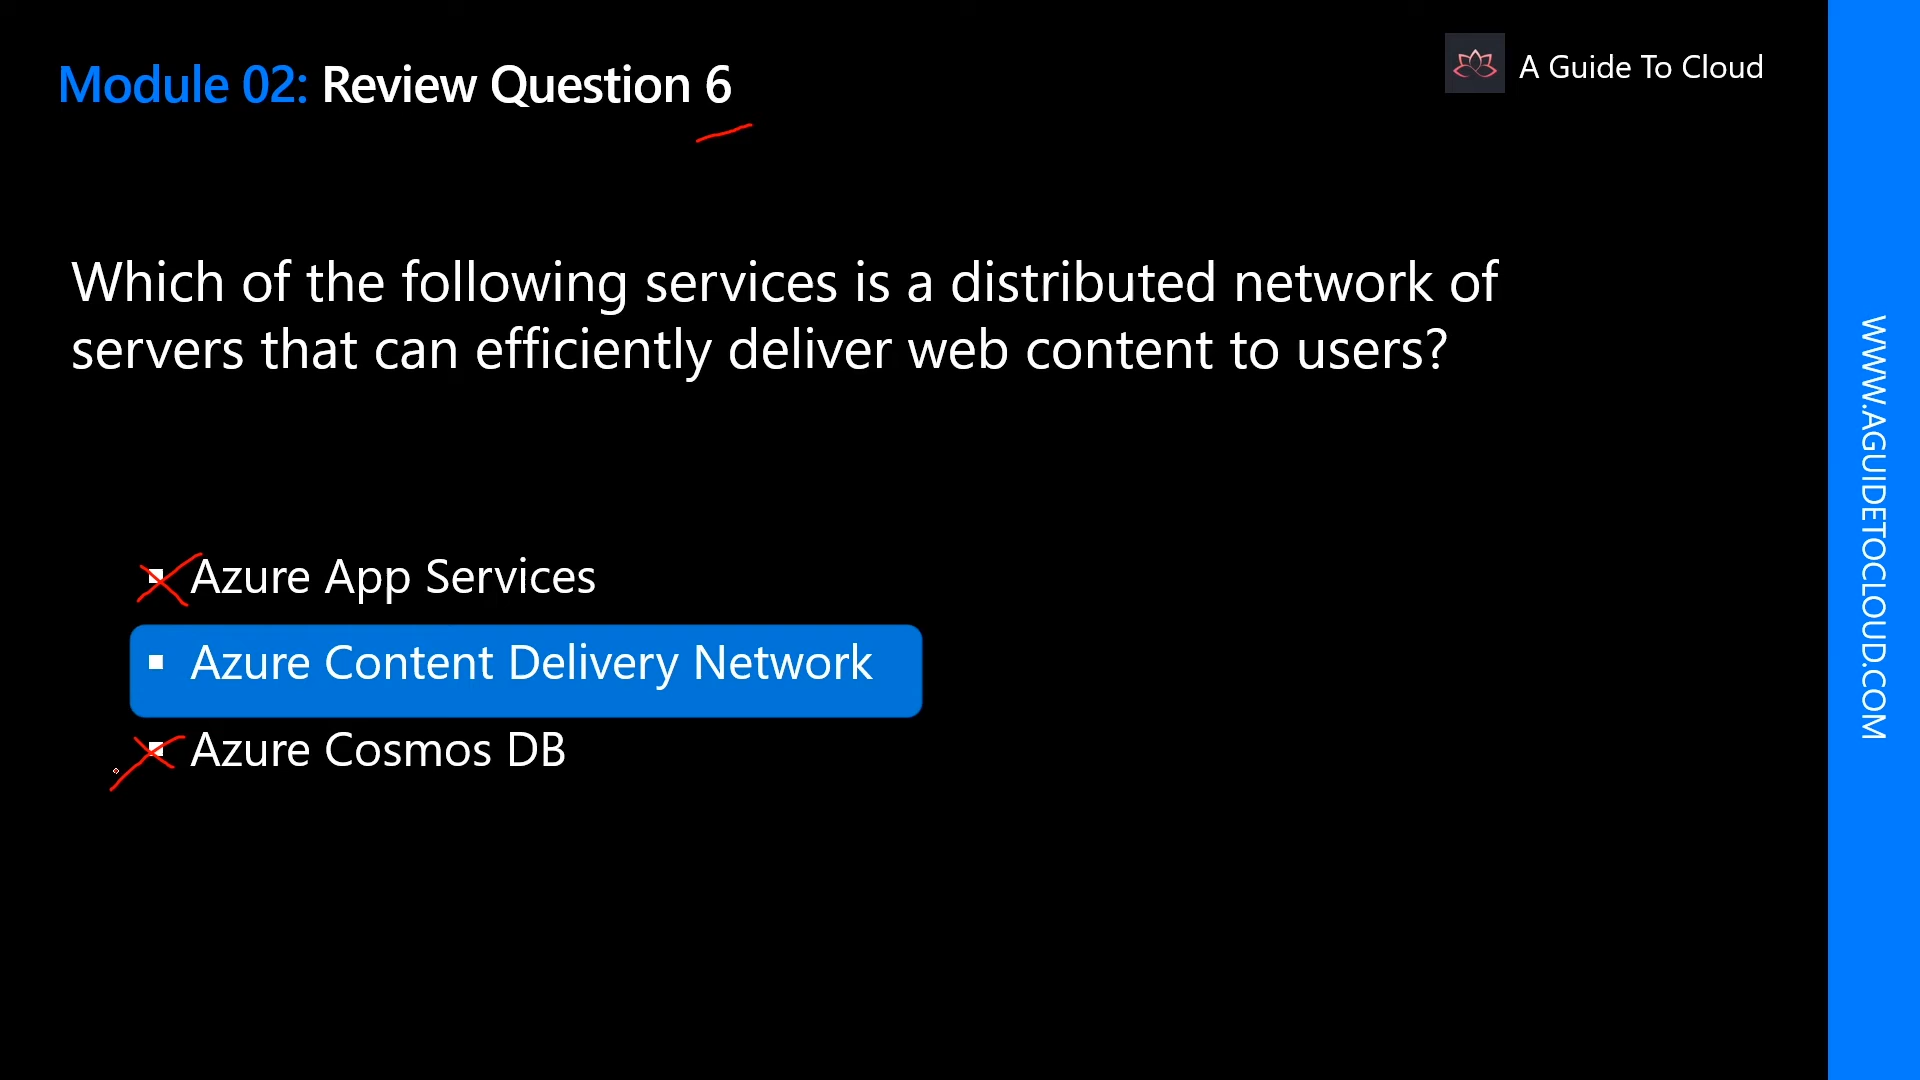 Module 02: Review Question 6
A Guide To Cloud
Which of the following services is a distributed network of
servers that can efficiently deliver web content to users?
▪ Azure App Services
▪ Azure Content Delivery Network
▪ Azure Cosmos DB
WWW.AGUIDETOCLOUD.COM